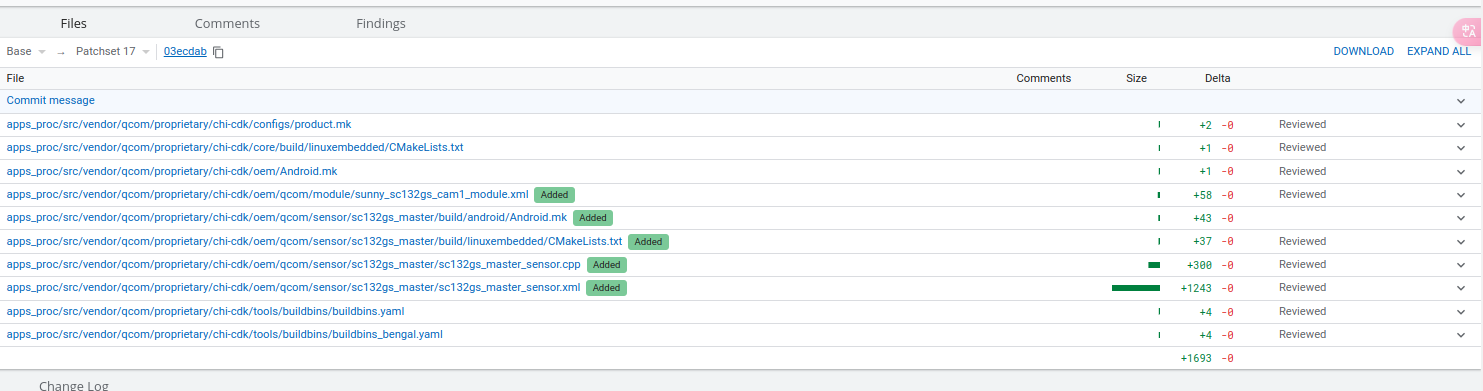 Files Comments Findings
Base → Patchset 17 03ecdab DOWNLOAD EXPAND ALL
File Comments Size Delta
Commit message
apps_proc/src/vendor/qcom/proprietary/chi-cdk/configs/product.mk +2 -0 Reviewed
apps_proc/src/vendor/qcom/proprietary/chi-cdk/core/build/linuxembedded/CMakeLists.txt +1 -0 Reviewed
apps_proc/src/vendor/qcom/proprietary/chi-cdk/oem/Android.mk +1 -0 Reviewed
apps_proc/src/vendor/qcom/proprietary/chi-cdk/oem/qcom/module/sunny_sc132gs_cam1_module.xml Added +58 -0 Reviewed
apps_proc/src/vendor/qcom/proprietary/chi-cdk/oem/qcom/sensor/sc132gs_master/build/android/Android.mk Added +43 -0
apps_proc/src/vendor/qcom/proprietary/chi-cdk/oem/qcom/sensor/sc132gs_master/build/linuxembedded/CMakeLists.txt Added +37 -0 Reviewed
apps_proc/src/vendor/qcom/proprietary/chi-cdk/oem/qcom/sensor/sc132gs_master/sc132gs_master_sensor.cpp Added +300 -0 Reviewed
apps_proc/src/vendor/qcom/proprietary/chi-cdk/oem/qcom/sensor/sc132gs_master/sc132gs_master_sensor.xml Added +1243 -0 Reviewed
apps_proc/src/vendor/qcom/proprietary/chi-cdk/tools/buildbins/buildbins.yaml +4 -0 Reviewed
apps_proc/src/vendor/qcom/proprietary/chi-cdk/tools/buildbins/buildbins_bengal.yaml +4 -0 Reviewed
+1693 -0
Change Log